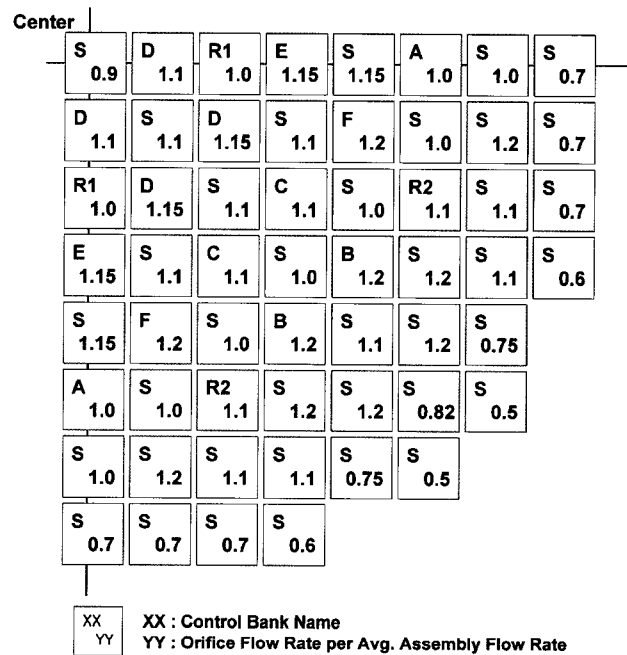 Center
S D R1 E S A S S
0.9 1.1 1.0 1.15 1.15 1.0 1.0 0.7
D S D S F S S S
1.1 1.1 1.15 1.1 1.2 1.0 1.2 0.7
R1 D S C S R2 S S
1.0 1.15 1.1 1.1 1.0 1.1 1.1 0.7
E S C S B S S S
1.15 1.1 1.1 1.0 1.2 1.2 1.1 0.6
S F S B S S S
1.15 1.2 1.0 1.2 1.1 1.2 0.75
A S R2 S S S S
1.0 1.0 1.1 1.2 1.2 0.82 0.5
S S S S S S
1.0 1.2 1.1 1.1 0.75 0.5
S S S S
0.7 0.7 0.7 0.6
XX XX : Control Bank Name
YY YY : Orifice Flow Rate per Avg. Assembly Flow Rate